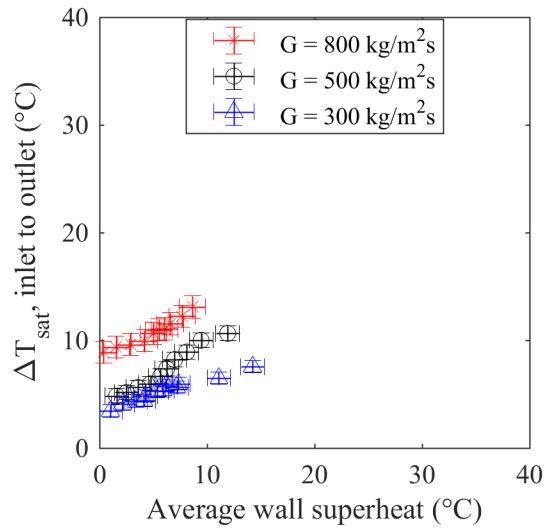 40
30
20
10
0
ΔT_sat, inlet to outlet (°C)
G = 800 kg/m²s
G = 500 kg/m²s
G = 300 kg/m²s
0 10 20 30 40
Average wall superheat (°C)